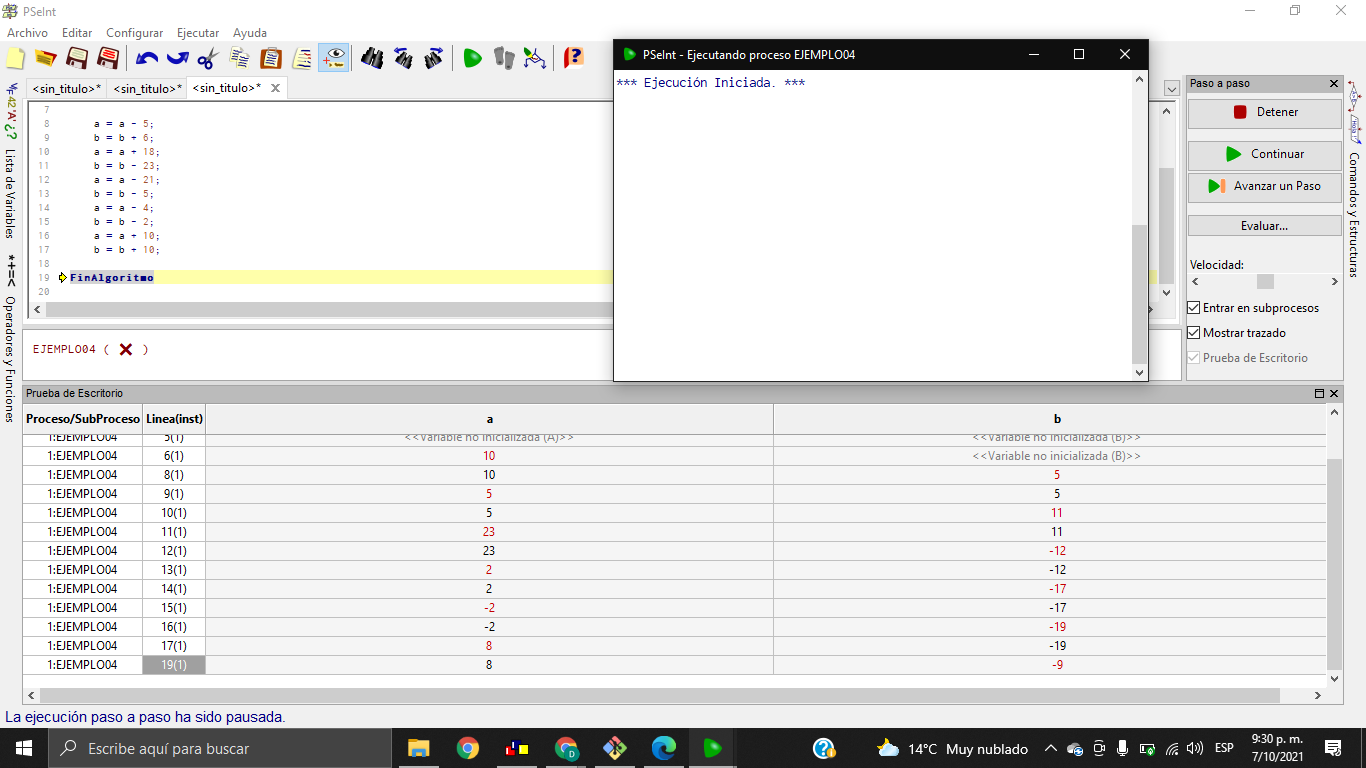 PSeInt
Archivo Editar Configurar Ejecutar Ayuda
<sin_titulo>* <sin_titulo>* <sin_titulo>*
7
8 a = a - 5;
9 b = b + 6;
10 a = a + 18;
11 b = b - 23;
12 a = a - 21;
13 b = b - 5;
14 a = a - 4;
15 b = b - 2;
16 a = a + 10;
17 b = b + 10;
18
19 FinAlgoritmo
20
EJEMPLO04 ( )
PSeInt - Ejecutando proceso EJEMPLO04
*** Ejecución Iniciada. ***
Paso a paso
Detener
Continuar
Avanzar un Paso
Evaluar...
Velocidad:
Entrar en subprocesos
Mostrar trazado
Prueba de Escritorio
Lista de Variables
Operadores y Funciones
Comandos y Estructuras
Prueba de Escritorio
Proceso/SubProceso Linea(inst) a b
1:EJEMPLO04 5(1) <<Variable no inicializada (A)>> <<Variable no inicializada (B)>>
1:EJEMPLO04 6(1) 10 <<Variable no inicializada (B)>>
1:EJEMPLO04 8(1) 10 5
1:EJEMPLO04 9(1) 5 5
1:EJEMPLO04 10(1) 5 11
1:EJEMPLO04 11(1) 23 11
1:EJEMPLO04 12(1) 23 -12
1:EJEMPLO04 13(1) 2 -12
1:EJEMPLO04 14(1) 2 -17
1:EJEMPLO04 15(1) -2 -17
1:EJEMPLO04 16(1) -2 -19
1:EJEMPLO04 17(1) 8 -19
1:EJEMPLO04 19(1) 8 -9
La ejecución paso a paso ha sido pausada.
Escribe aquí para buscar
14°C Muy nublado
ESP
9:30 p. m.
7/10/2021